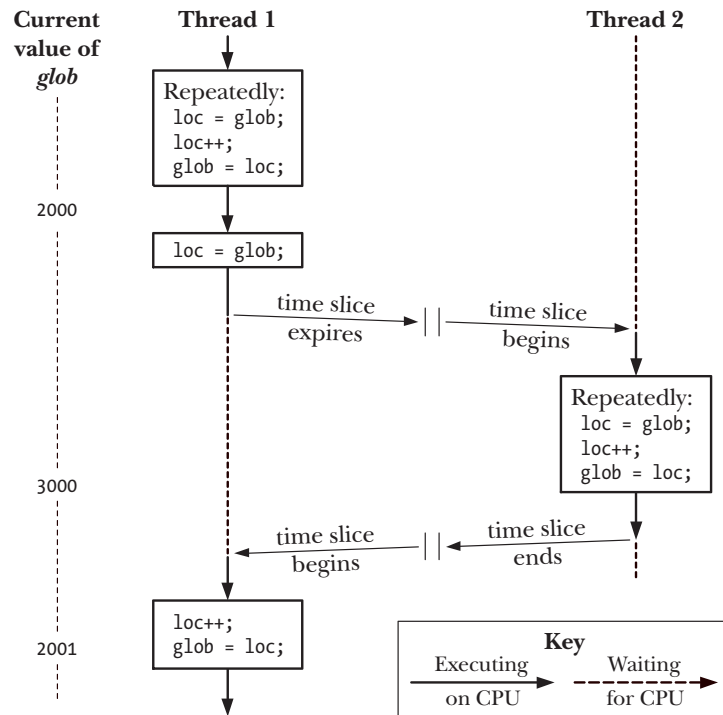 Current
value of
glob
Thread 1
Thread 2
Repeatedly:
loc = glob;
loc++;
glob = loc;
2000
loc = glob;
time slice
expires
time slice
begins
Repeatedly:
loc = glob;
loc++;
glob = loc;
3000
time slice
begins
time slice
ends
loc++;
glob = loc;
2001
Key
Executing
on CPU
Waiting
for CPU